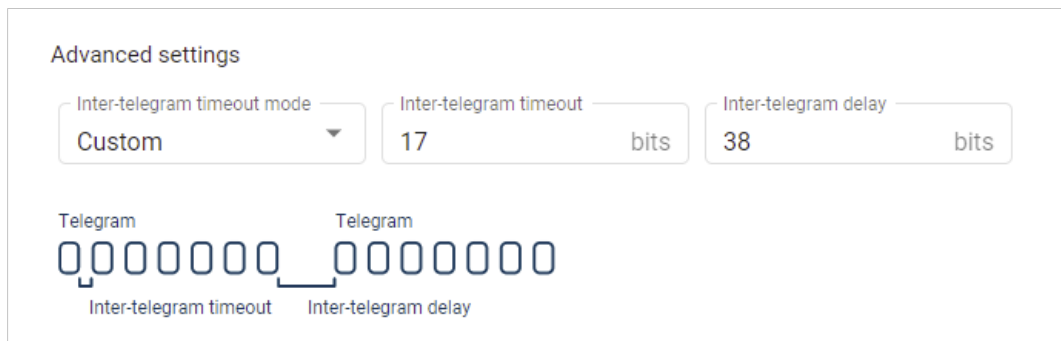 Advanced settings
Inter-telegram timeout mode Inter-telegram timeout Inter-telegram delay
Custom 17 bits 38 bits
Telegram Telegram
Inter-telegram timeout Inter-telegram delay